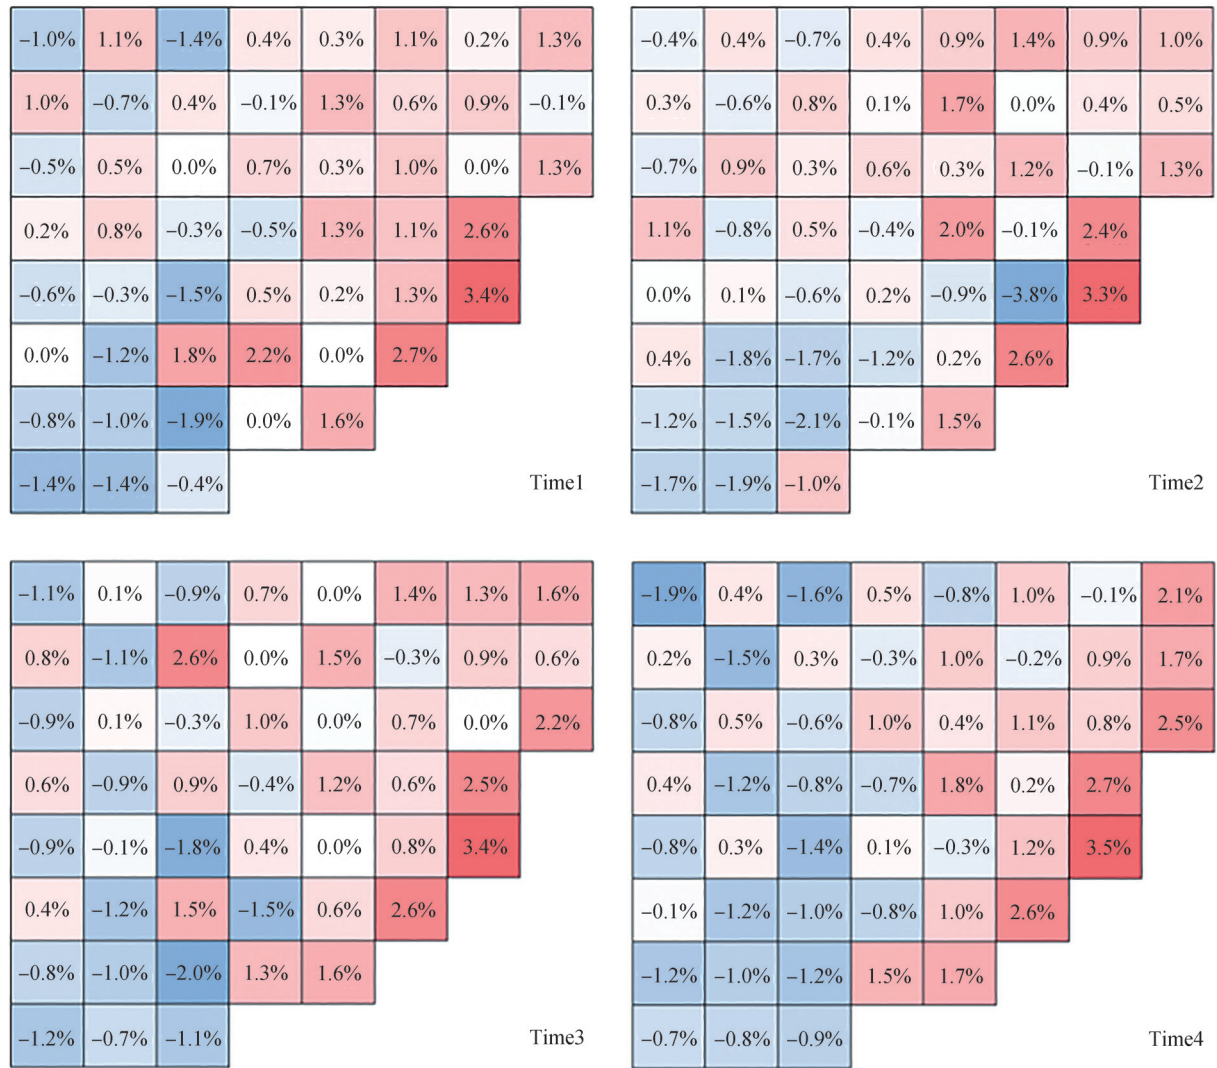 −1.0% 1.1% −1.4% 0.4% 0.3% 1.1% 0.2% 1.3%
1.0% −0.7% 0.4% −0.1% 1.3% 0.6% 0.9% −0.1%
−0.5% 0.5% 0.0% 0.7% 0.3% 1.0% 0.0% 1.3%
0.2% 0.8% −0.3% −0.5% 1.3% 1.1% 2.6%
−0.6% −0.3% −1.5% 0.5% 0.2% 1.3% 3.4%
0.0% −1.2% 1.8% 2.2% 0.0% 2.7%
−0.8% −1.0% −1.9% 0.0% 1.6%
−1.4% −1.4% −0.4% Time1
−0.4% 0.4% −0.7% 0.4% 0.9% 1.4% 0.9% 1.0%
0.3% −0.6% 0.8% 0.1% 1.7% 0.0% 0.4% 0.5%
−0.7% 0.9% 0.3% 0.6% 0.3% 1.2% −0.1% 1.3%
1.1% −0.8% 0.5% −0.4% 2.0% −0.1% 2.4%
0.0% 0.1% −0.6% 0.2% −0.9% −3.8% 3.3%
0.4% −1.8% −1.7% −1.2% 0.2% 2.6%
−1.2% −1.5% −2.1% −0.1% 1.5%
−1.7% −1.9% −1.0% Time2
−1.1% 0.1% −0.9% 0.7% 0.0% 1.4% 1.3% 1.6%
0.8% −1.1% 2.6% 0.0% 1.5% −0.3% 0.9% 0.6%
−0.9% 0.1% −0.3% 1.0% 0.0% 0.7% 0.0% 2.2%
0.6% −0.9% 0.9% −0.4% 1.2% 0.6% 2.5%
−0.9% −0.1% −1.8% 0.4% 0.0% 0.8% 3.4%
0.4% −1.2% 1.5% −1.5% 0.6% 2.6%
−0.8% −1.0% −2.0% 1.3% 1.6%
−1.2% −0.7% −1.1% Time3
−1.9% 0.4% −1.6% 0.5% −0.8% 1.0% −0.1% 2.1%
0.2% −1.5% 0.3% −0.3% 1.0% −0.2% 0.9% 1.7%
−0.8% 0.5% −0.6% 1.0% 0.4% 1.1% 0.8% 2.5%
0.4% −1.2% −0.8% −0.7% 1.8% 0.2% 2.7%
−0.8% 0.3% −1.4% 0.1% −0.3% 1.2% 3.5%
−0.1% −1.2% −1.0% −0.8% 1.0% 2.6%
−1.2% −1.0% −1.2% 1.5% 1.7%
−0.7% −0.8% −0.9% Time4